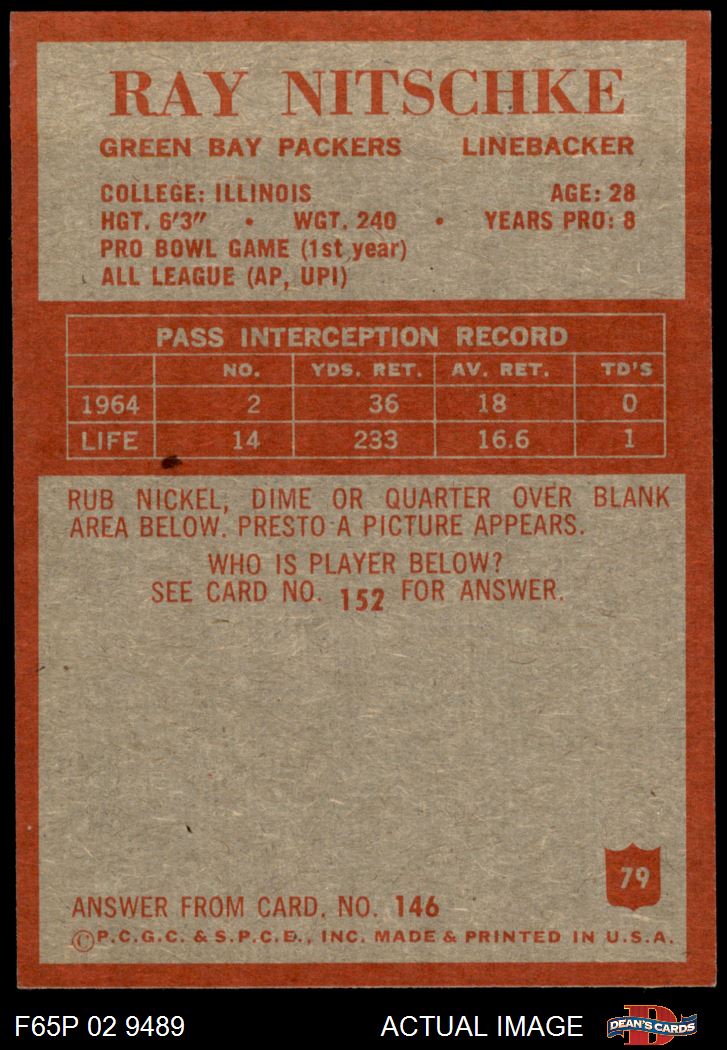 RAY NITSCHKE
GREEN BAY PACKERS LINEBACKER
COLLEGE: ILLINOIS AGE: 28
HGT. 6'3" • WGT. 240 • YEARS PRO: 8
PRO BOWL GAME (1st year)
ALL LEAGUE (AP, UPI)
PASS INTERCEPTION RECORD
NO. YDS. RET. AV. RET. TD'S
1964 2 36 18 0
LIFE 14 233 16.6 1
RUB NICKEL, DIME OR QUARTER OVER BLANK
AREA BELOW. PRESTO A PICTURE APPEARS.
WHO IS PLAYER BELOW?
SEE CARD NO. 152 FOR ANSWER.
79
ANSWER FROM CARD. NO. 146
©P.C.G.C. & S.P.C.E., INC. MADE & PRINTED IN U.S.A.
F65P 02 9489 ACTUAL IMAGE D DEAN'S CARDS